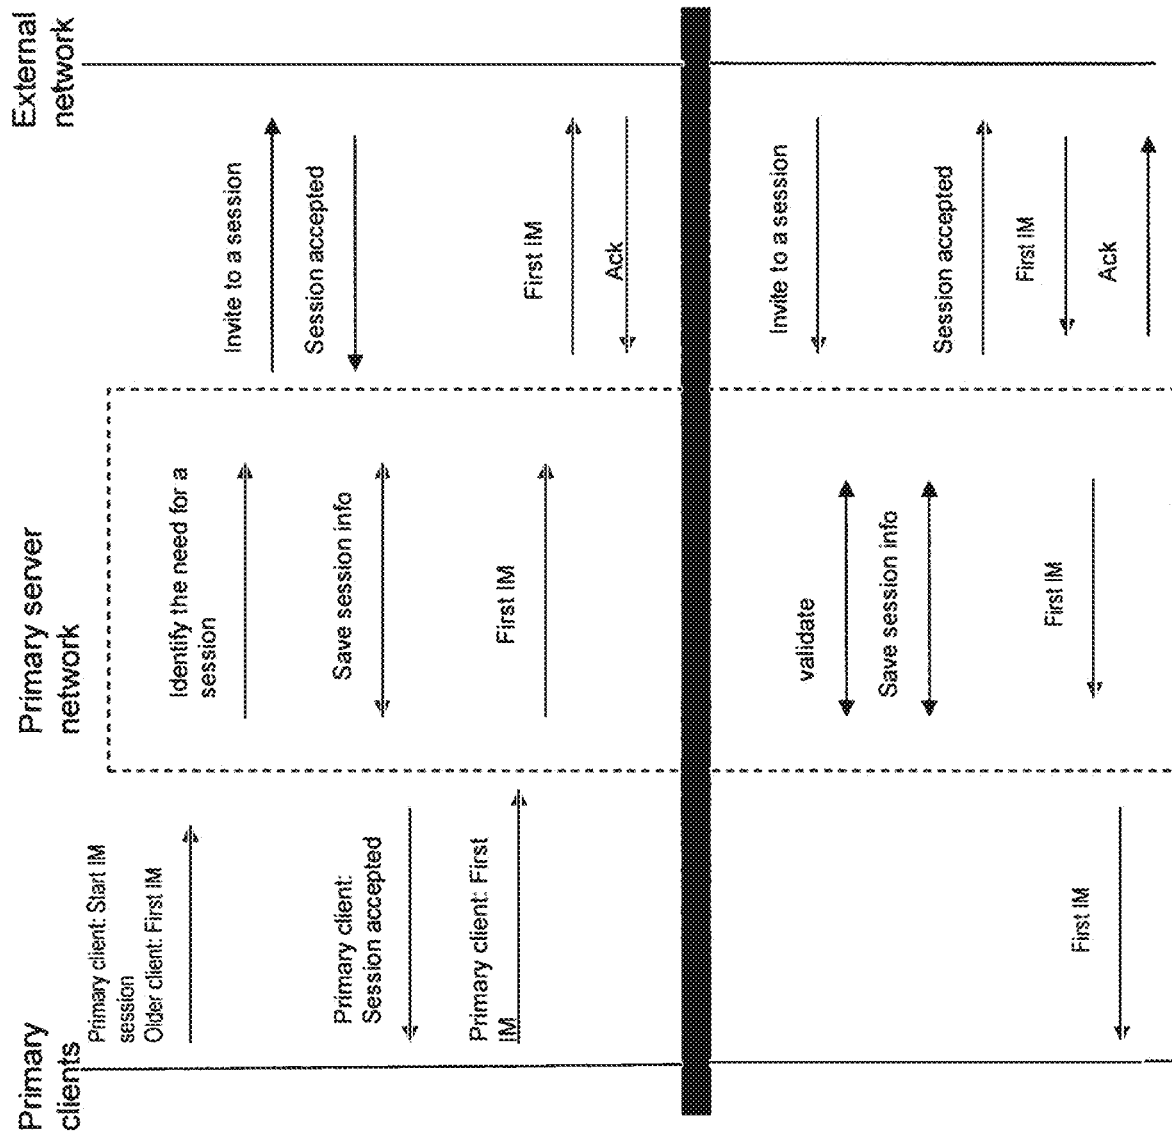 Primary
clients
Primary server
network
External
network
Primary client: Start IM
session
Older client: First IM
Identify the need for a
session
Invite to a session
Session accepted
Save session info
Primary client:
Session accepted
Primary client: First
IM
First IM
First IM
Ack
Invite to a session
validate
Save session info
Session accepted
First IM
Ack
First IM
First IM